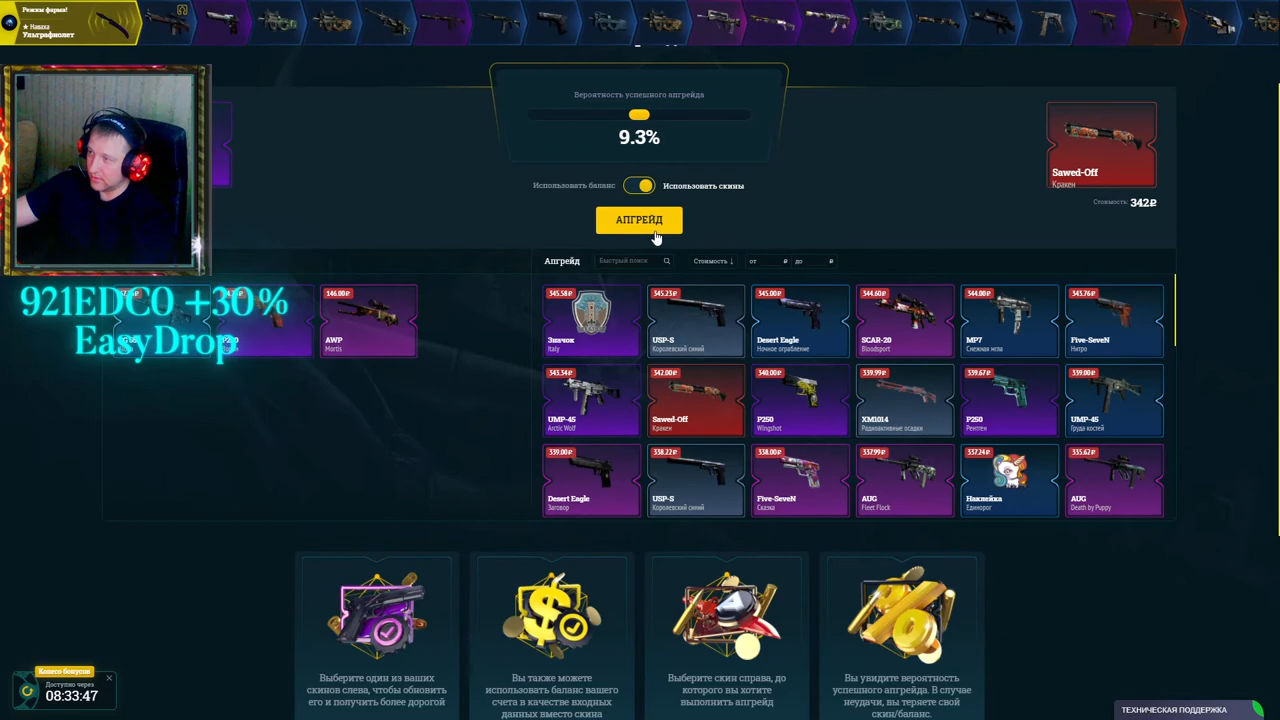 Режим фарма!
★ Наваха
Ультрафиолет
Вероятность успешного апгрейда
9.3%
Использовать баланс
Использовать скины
АПГРЕЙД
Sawed-Off
Кракен
Стоимость: 342₽
921EDCO +30%
EasyDrop
Апгрейд
Быстрый поиск
Стоимость ↓
от ₽
до ₽
146.00₽
AWP
Mortis
345.58₽
Значок
Italy
345.23₽
USP-S
Королевский синий
345.00₽
Desert Eagle
Ночное ограбление
344.60₽
SCAR-20
Bloodsport
344.00₽
MP7
Снежная мгла
343.76₽
Five-SeveN
Нитро
343.34₽
UMP-45
Arctic Wolf
342.00₽
Sawed-Off
Кракен
340.00₽
P250
Wingshot
339.99₽
XM1014
Радиоактивные осадки
339.67₽
P250
Рентген
339.00₽
UMP-45
Груда костей
339.00₽
Desert Eagle
Заговор
338.22₽
USP-S
Королевский синий
338.00₽
Five-SeveN
Сказка
337.99₽
AUG
Fleet Flock
337.24₽
Наклейка
Единорог
335.62₽
AUG
Death by Puppy
Выберите один из ваших
скинов слева, чтобы обновить
его и получить более дорогой
Вы также можете
использовать баланс вашего
счета в качестве входных
данных вместо скина
Выберите скин справа, до
которого вы хотите
выполнить апгрейд
Вы увидите вероятность
успешного апгрейда. В случае
неудачи, вы теряете свой
скин/баланс.
Колесо бонусов
Доступно через
08:33:47
ТЕХНИЧЕСКАЯ ПОДДЕРЖКА